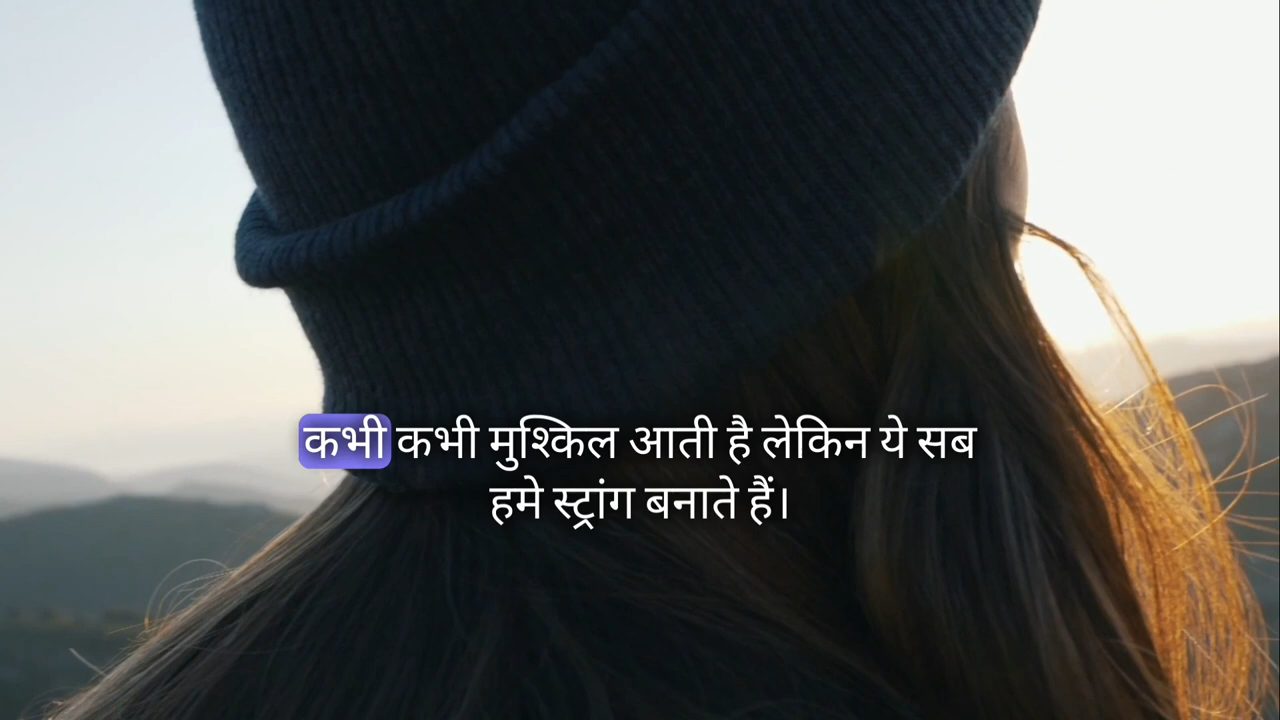 कभी कभी मुश्किल आती है लेकिन ये सब
हमे स्ट्रांग बनाते हैं।